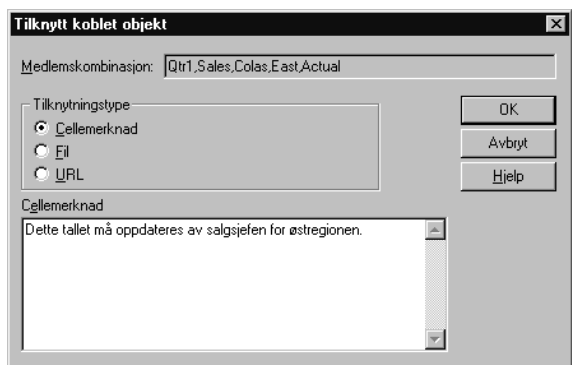 Tilknytt koblet objekt
Medlemskombinasjon: Qtr1,Sales,Colas,East,Actual
Tilknytningstype
Cellemerknad
Fil
URL
OK
Avbryt
Hjelp
Cellemerknad
Dette tallet må oppdateres av salgsjefen for østregionen.